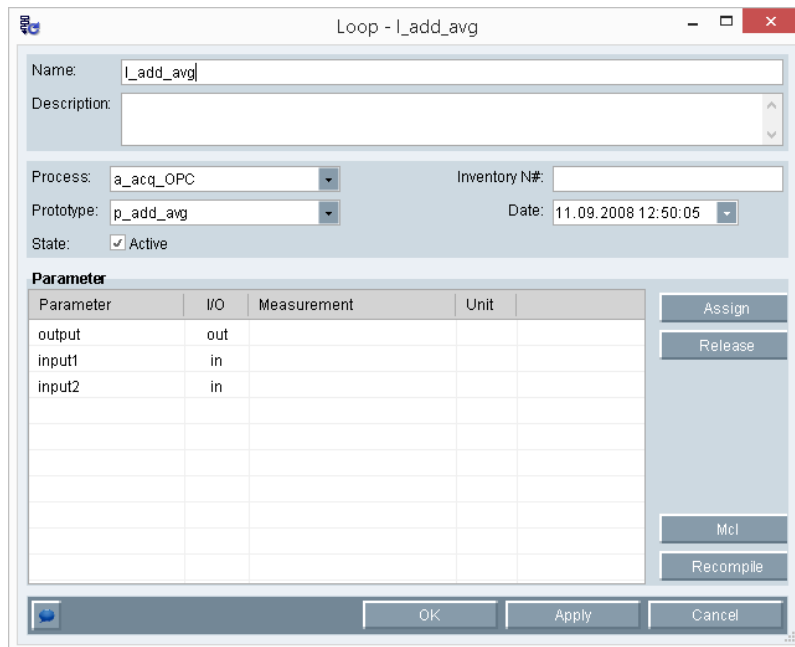 Loop - l_add_avg
Name: l_add_avg
Description:
Process: a_acq_OPC Inventory N#:
Prototype: p_add_avg Date: 11.09.2008 12:50:05
State: Active
Parameter
Parameter I/O Measurement Unit Assign
output out Release
input1 in
input2 in
Mcl
Recompile
OK Apply Cancel